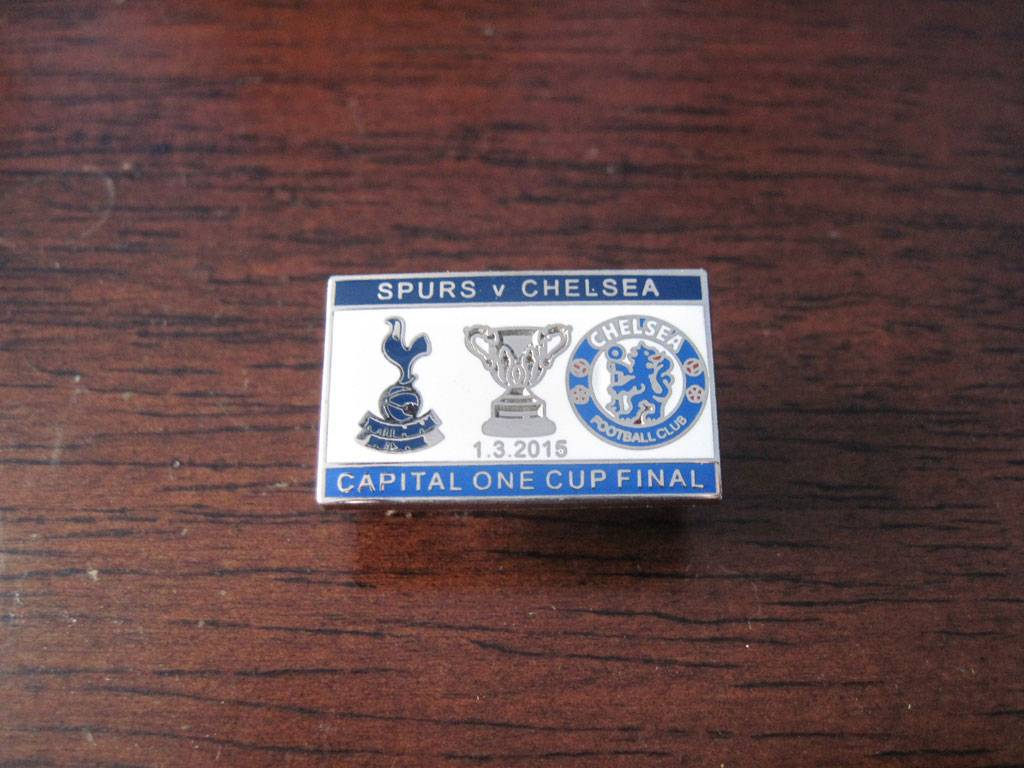 SPURS v CHELSEA
CHELSEA
FOOTBALL CLUB
1.3.2015
CAPITAL ONE CUP FINAL